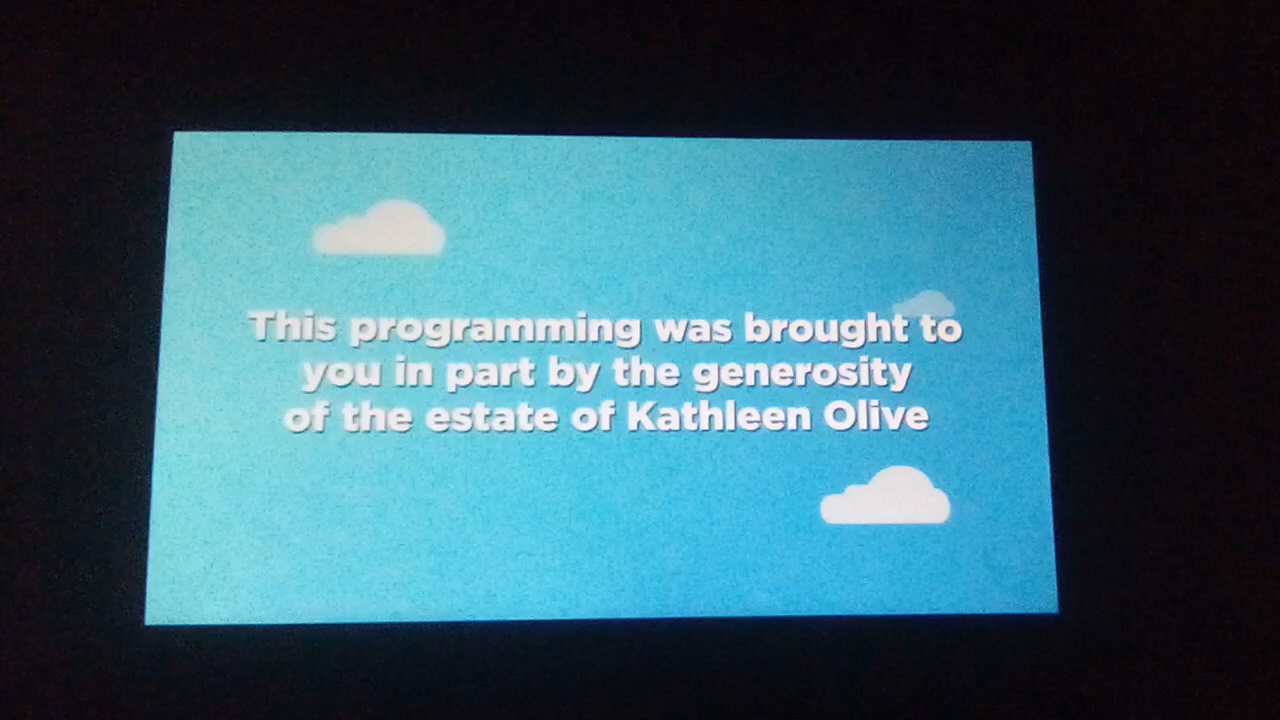 This programming was brought to
you in part by the generosity
of the estate of Kathleen Olive